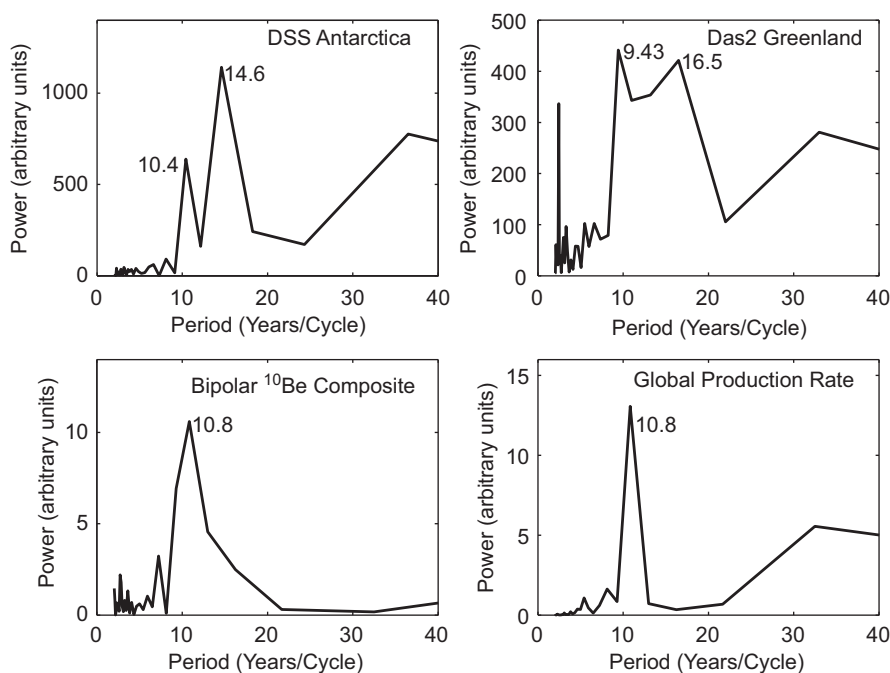 DSS Antarctica
Power (arbitrary units)
1000
500
0
10.4
14.6
0 10 20 30 40
Period (Years/Cycle)
Das2 Greenland
Power (arbitrary units)
500
400
300
200
100
0
9.43
16.5
0 10 20 30 40
Period (Years/Cycle)
Bipolar ¹⁰Be Composite
Power (arbitrary units)
10
5
0
10.8
0 10 20 30 40
Period (Years/Cycle)
Global Production Rate
Power (arbitrary units)
15
10
5
0
10.8
0 10 20 30 40
Period (Years/Cycle)